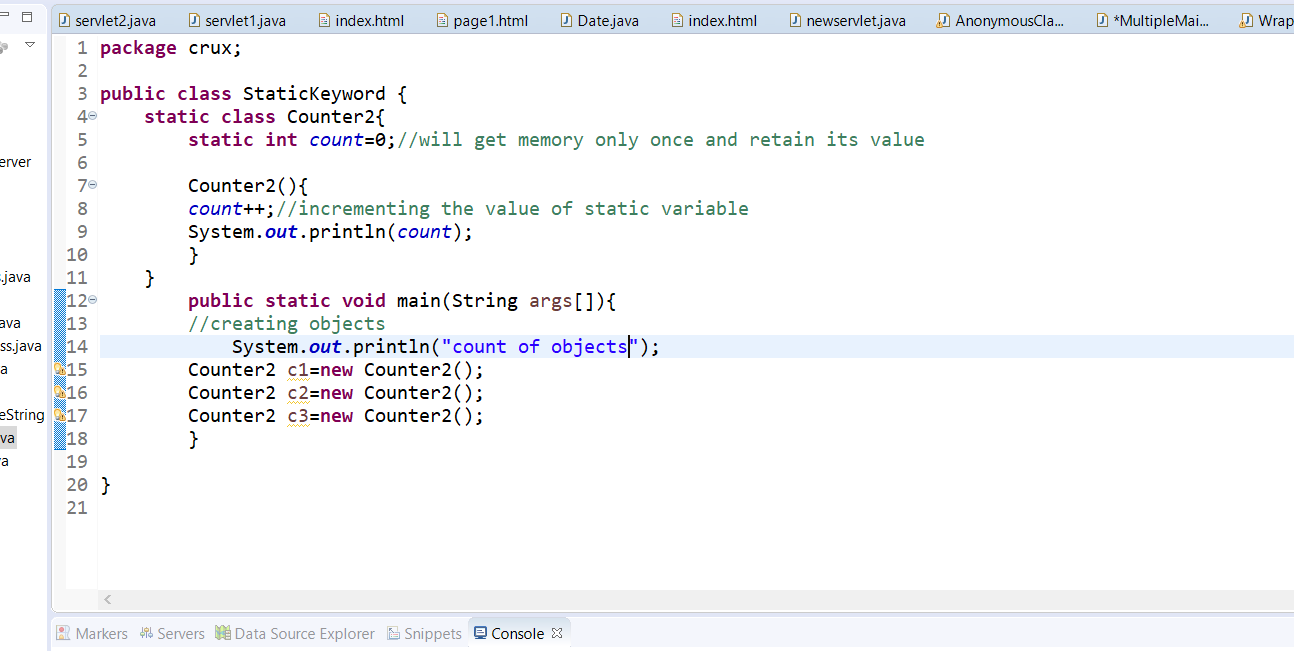 servlet2.java servlet1.java index.html page1.html Date.java index.html newservlet.java AnonymousCla... *MultipleMai... Wrap
1 package crux;
2
3 public class StaticKeyword {
4 static class Counter2{
5 static int count=0;//will get memory only once and retain its value
erver
6
7 Counter2(){
8 count++;//incrementing the value of static variable
9 System.out.println(count);
10 }
s.java
11 }
12 public static void main(String args[]){
ava
13 //creating objects
ss.java
14 System.out.println("count of objects");
a
15 Counter2 c1=new Counter2();
16 Counter2 c2=new Counter2();
eString
17 Counter2 c3=new Counter2();
va
18 }
a
19
20 }
21
Markers Servers Data Source Explorer Snippets Console